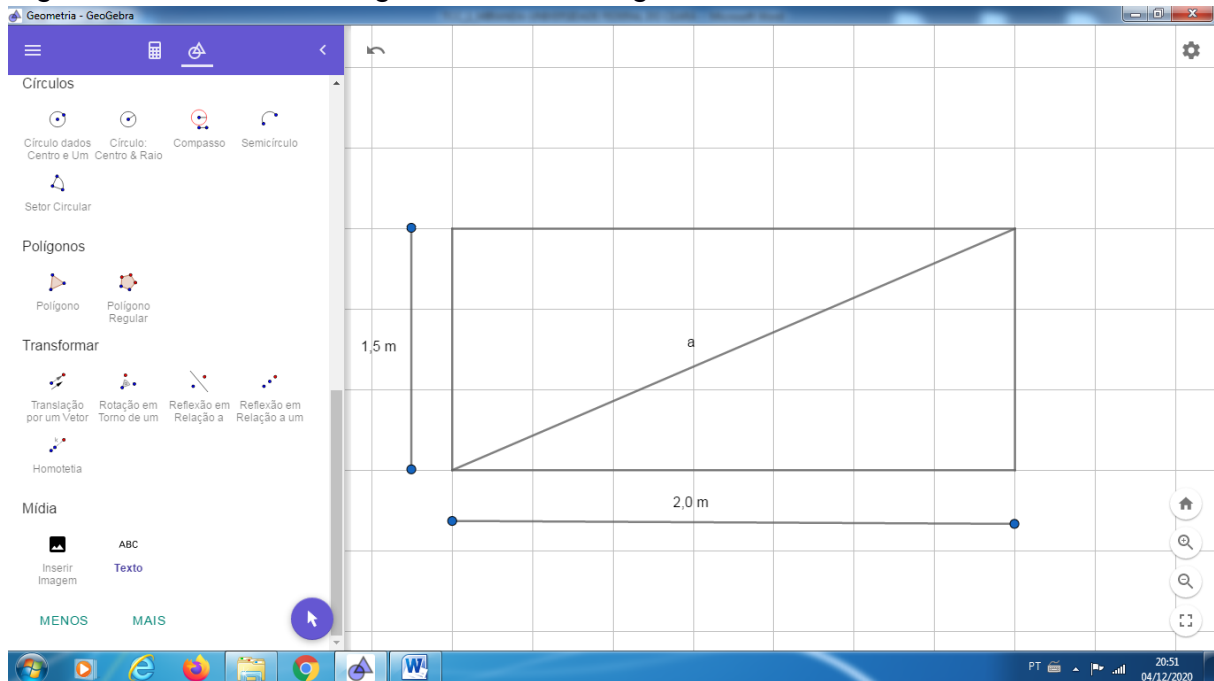 Geometria - GeoGebra
Círculos
Círculo dados Centro e Um
Círculo: Centro & Raio
Compasso
Semicírculo
Setor Circular
Polígonos
Polígono
Polígono Regular
Transformar
Translação por um Vetor
Rotação em Torno de um
Reflexão em Relação a
Reflexão em Relação a um
Homotetia
Mídia
Inserir Imagem
ABC
Texto
MENOS
MAIS
1,5 m
a
2,0 m
PT
20:51
04/12/2020